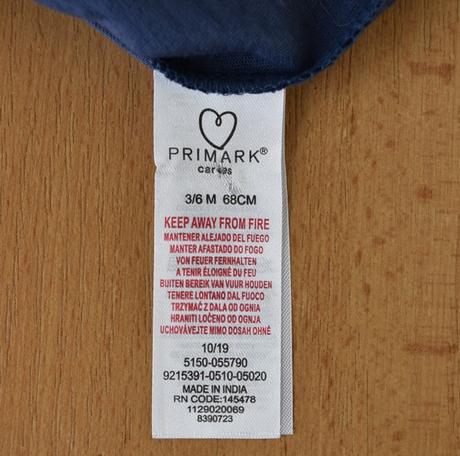 PRIMARK®
cares
3/6 M 68CM
KEEP AWAY FROM FIRE
MANTENER ALEJADO DEL FUEGO
MANTER AFASTADO DO FOGO
VON FEUER FERNHALTEN
A TENIR ÉLOIGNÉ DU FEU
BUITEN BEREIK VAN VUUR HOUDEN
TENERE LONTANO DAL FUOCO
TRZYMAĆ Z DALA OD OGNIA
HRANITI LOČENO OD OGNJA
UCHOVÁVEJTE MIMO DOSAH OHNĚ
10/19
5150-055790
9215391-0510-05020
MADE IN INDIA
RN CODE:145478
1129020069
8390723